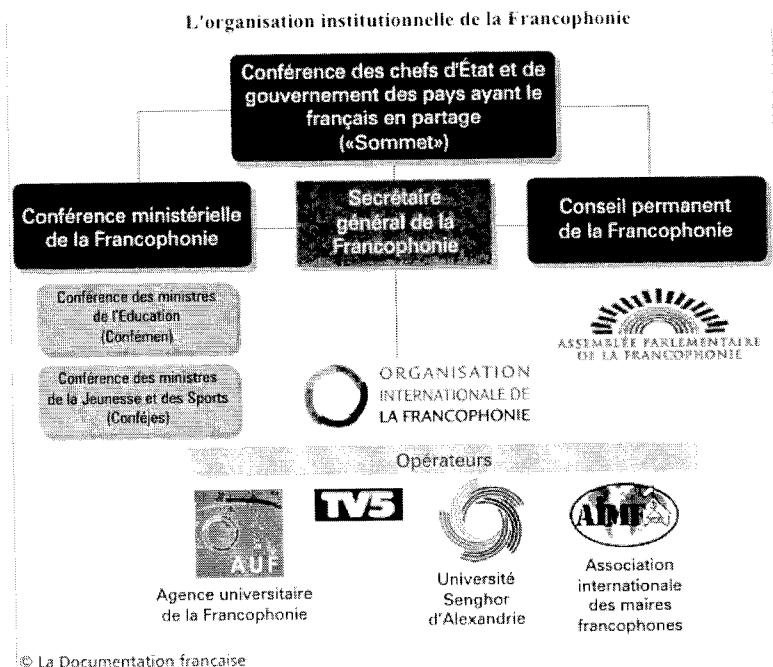 L'organisation institutionnelle de la Francophonie
Conférence des chefs d'État et de
gouvernement des pays ayant le
français en partage
(«Sommet»)
Conférence ministérielle
de la Francophonie
Secrétaire
général de la
Francophonie
Conseil permanent
de la Francophonie
Conférence des ministres
de l'Education
(Confémen)
Conférence des ministres
de la Jeunesse et des Sports
(Conféjes)
ASSEMBLÉE PARLEMENTAIRE
DE LA FRANCOPHONIE
ORGANISATION
INTERNATIONALE DE
LA FRANCOPHONIE
Opérateurs
AUF
Agence universitaire
de la Francophonie
TV5
Université
Senghor
d'Alexandrie
AIMF
Association
internationale
des maires
francophones
© La Documentation française